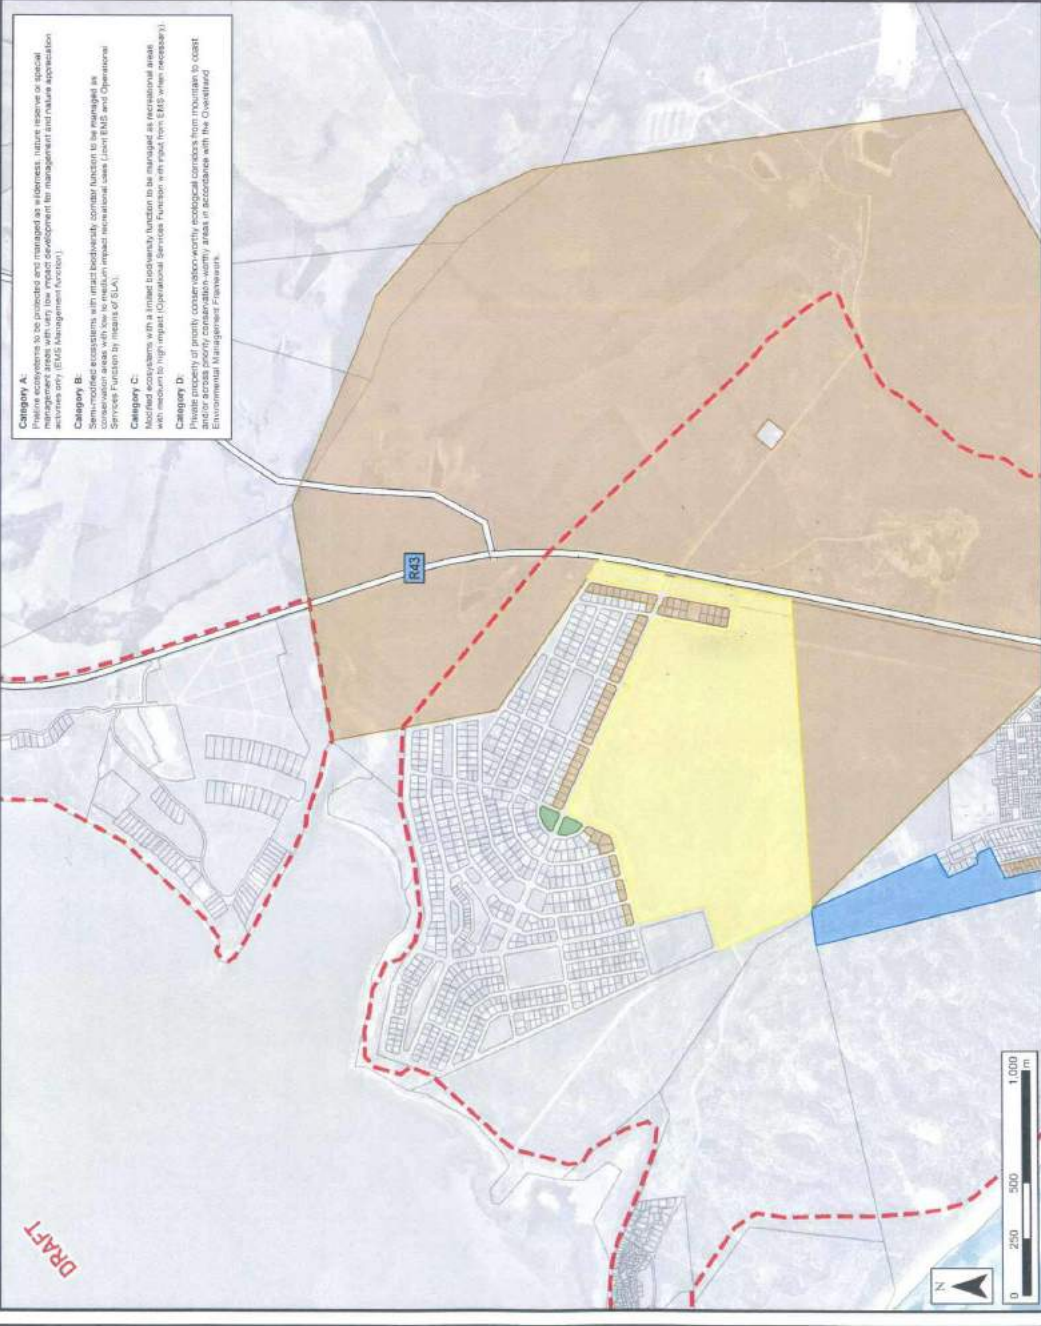 Category A:
Pristine ecosystems to be protected and managed as wilderness, nature reserve or special
management areas with very low impact development for management and nature appreciation
activities only (EMS Management function).
Category B:
Semi-modified ecosystems with intact biodiversity corridor function to be managed as
conservation areas with low to medium impact recreational uses (Joint EMS and Operational
Services Function by means of SLA).
Category C:
Modified ecosystems with a limited biodiversity function to be managed as recreational areas
with medium to high impact (Operational Services Function with input from EMS when necessary).
Category D:
Private property of priority conservation-worthy ecological corridors from mountain to coast
and/or across priority conservation-worthy areas in accordance with the Overstrand
Environmental Management Framework.
R43
DRAFT
N
0 250 500 1,000
m